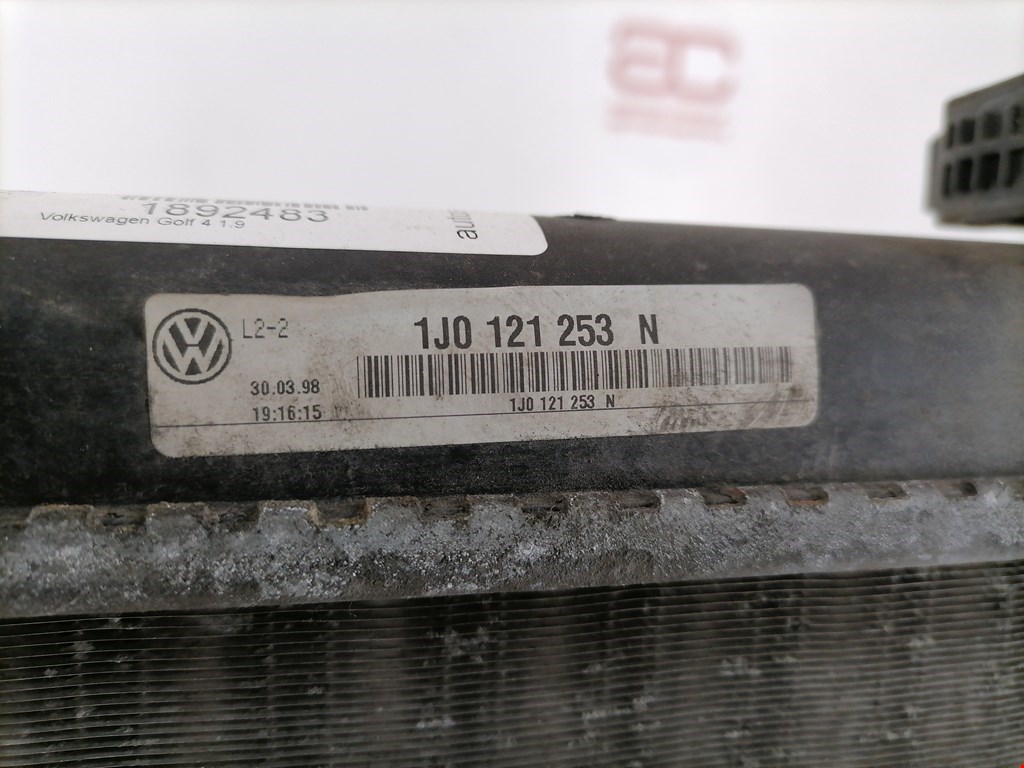 1892483
Volkswagen Golf 4 1.9
auto
L2-2
1J0 121 253 N
30.03.98
19:16:15
1J0 121 253 N